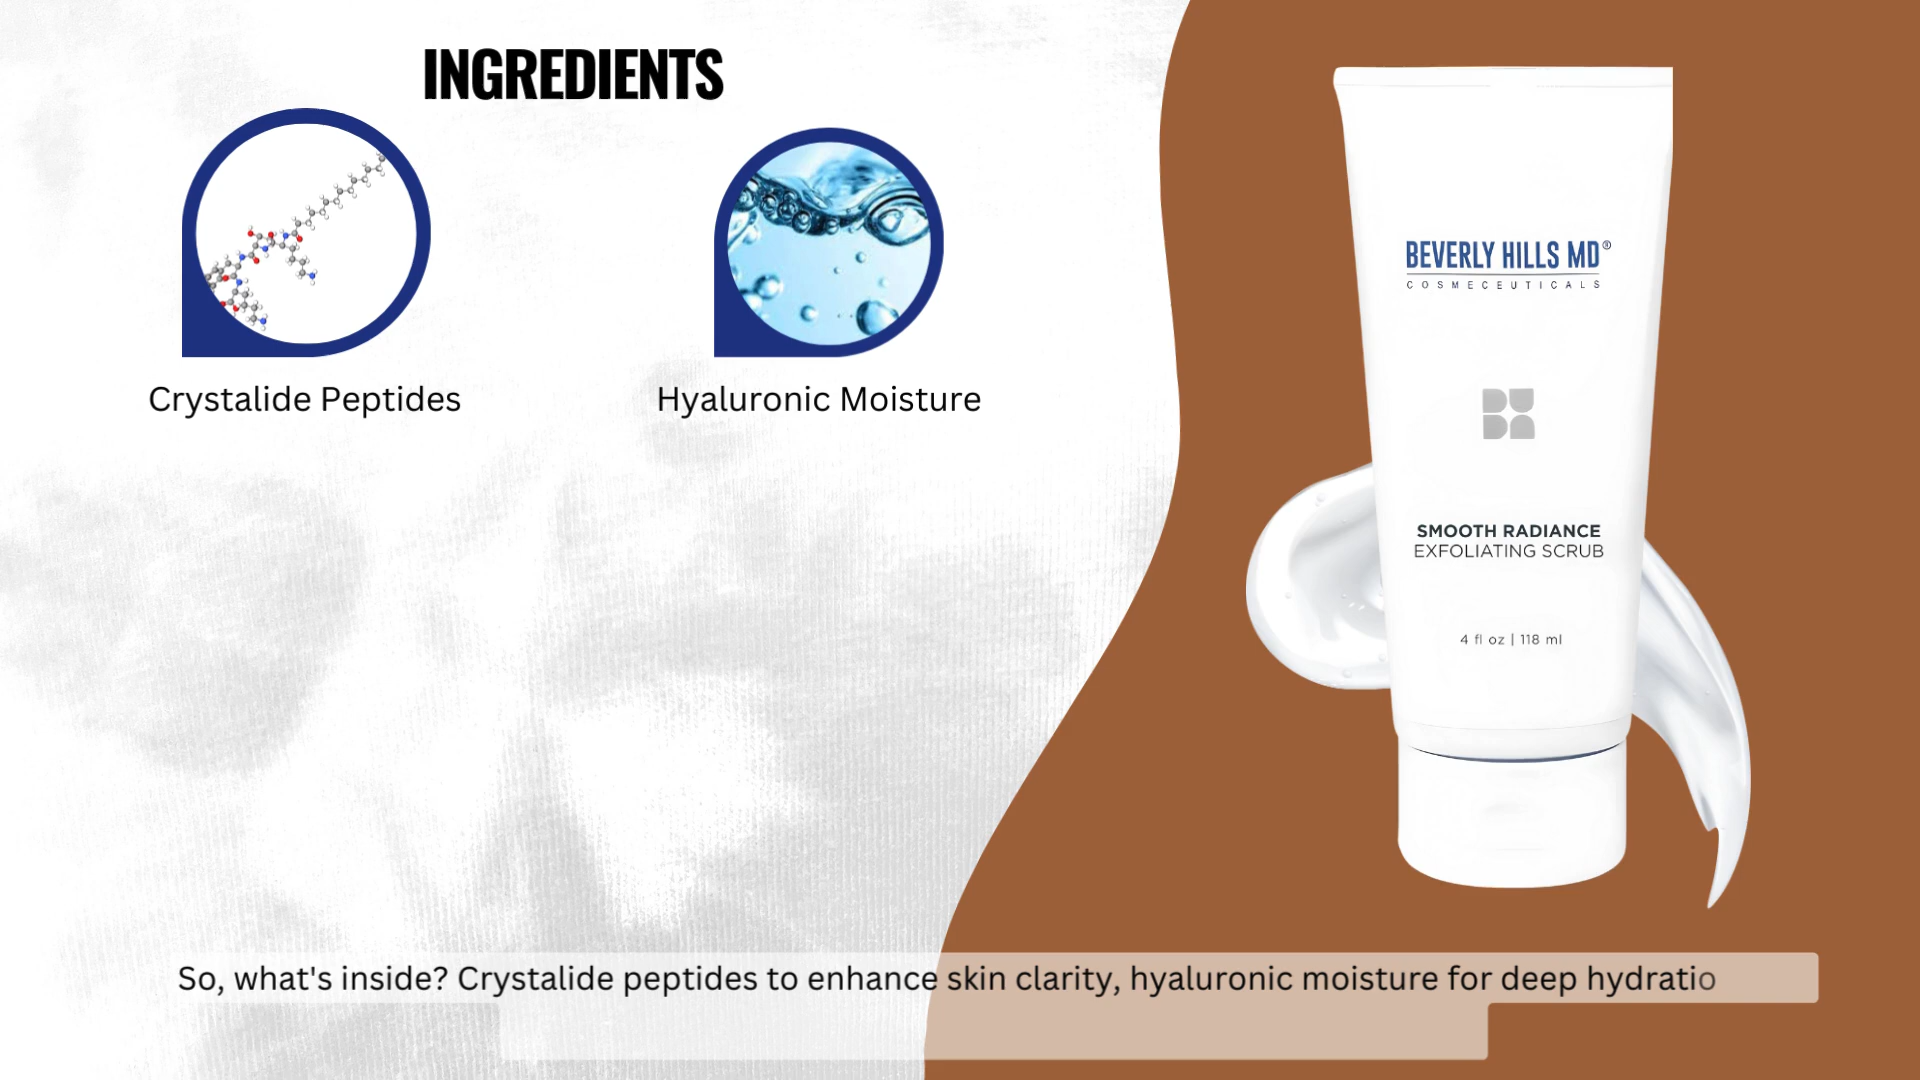 INGREDIENTS
Crystalide Peptides
Hyaluronic Moisture
BEVERLY HILLS MD®
COSMECEUTICALS
SMOOTH RADIANCE
EXFOLIATING SCRUB
4 fl oz | 118 ml
So, what's inside? Crystalide peptides to enhance skin clarity, hyaluronic moisture for deep hydratio